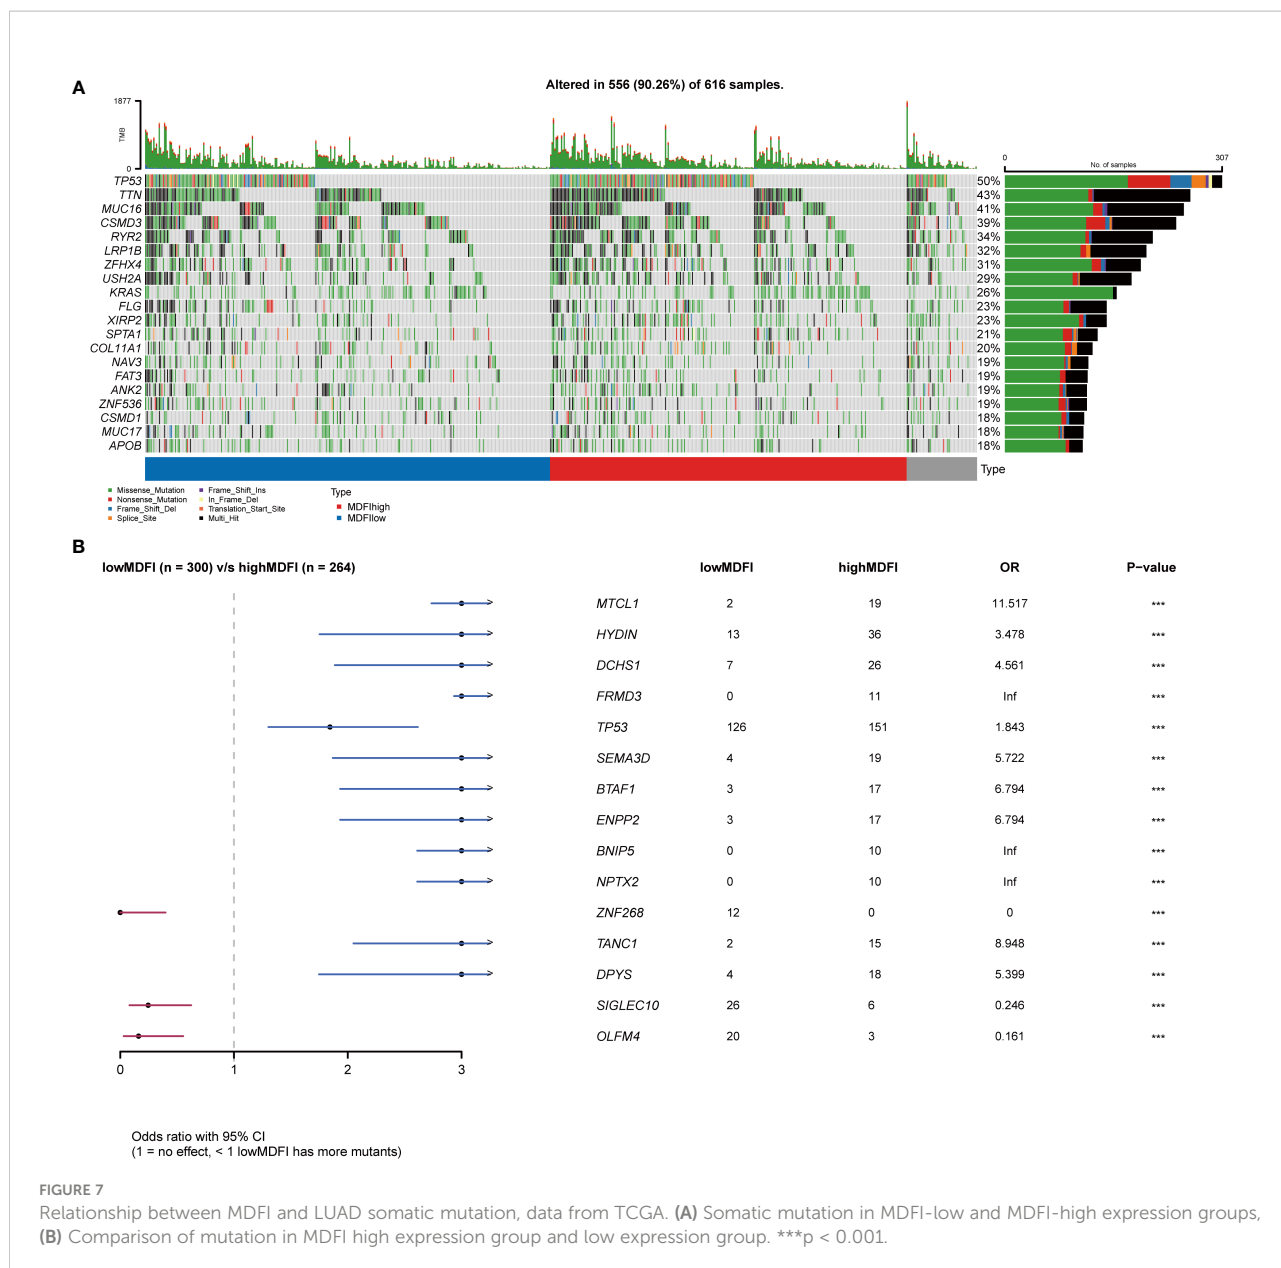 A
Altered in 556 (90.26%) of 616 samples.
1877
TMB
0
0 307
No. of samples
TP53 50%
TTN 43%
MUC16 41%
CSMD3 39%
RYR2 34%
LRP1B 32%
ZFHX4 31%
USH2A 29%
KRAS 26%
FLG 23%
XIRP2 23%
SPTA1 21%
COL11A1 20%
NAV3 19%
FAT3 19%
ANK2 19%
ZNF536 19%
CSMD1 18%
MUC17 18%
APOB 18%
Type
Missense_Mutation Frame_Shift_Ins
Nonsense_Mutation In_Frame_Del
Frame_Shift_Del Translation_Start_Site
Splice_Site Multi_Hit
Type
MDFIhigh
MDFIlow
B
lowMDFI (n = 300) v/s highMDFI (n = 264) lowMDFI highMDFI OR P−value
MTCL1 2 19 11.517 ***
HYDIN 13 36 3.478 ***
DCHS1 7 26 4.561 ***
FRMD3 0 11 Inf ***
TP53 126 151 1.843 ***
SEMA3D 4 19 5.722 ***
BTAF1 3 17 6.794 ***
ENPP2 3 17 6.794 ***
BNIP5 0 10 Inf ***
NPTX2 0 10 Inf ***
ZNF268 12 0 0 ***
TANC1 2 15 8.948 ***
DPYS 4 18 5.399 ***
SIGLEC10 26 6 0.246 ***
OLFM4 20 3 0.161 ***
0 1 2 3
Odds ratio with 95% CI
(1 = no effect, < 1 lowMDFI has more mutants)
FIGURE 7
Relationship between MDFI and LUAD somatic mutation, data from TCGA. (A) Somatic mutation in MDFI-low and MDFI-high expression groups,
(B) Comparison of mutation in MDFI high expression group and low expression group. ***p < 0.001.